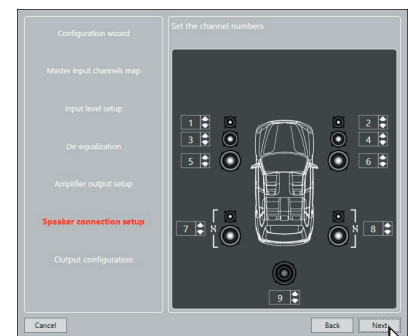 Configuration wizard
Master input channels map
Input level setup
De-equalization
Amplifier output setup
Speaker connection setup
Output configuration
Set the channel numbers
1 2
3 4
5 6
7 8
9
Cancel Back Next